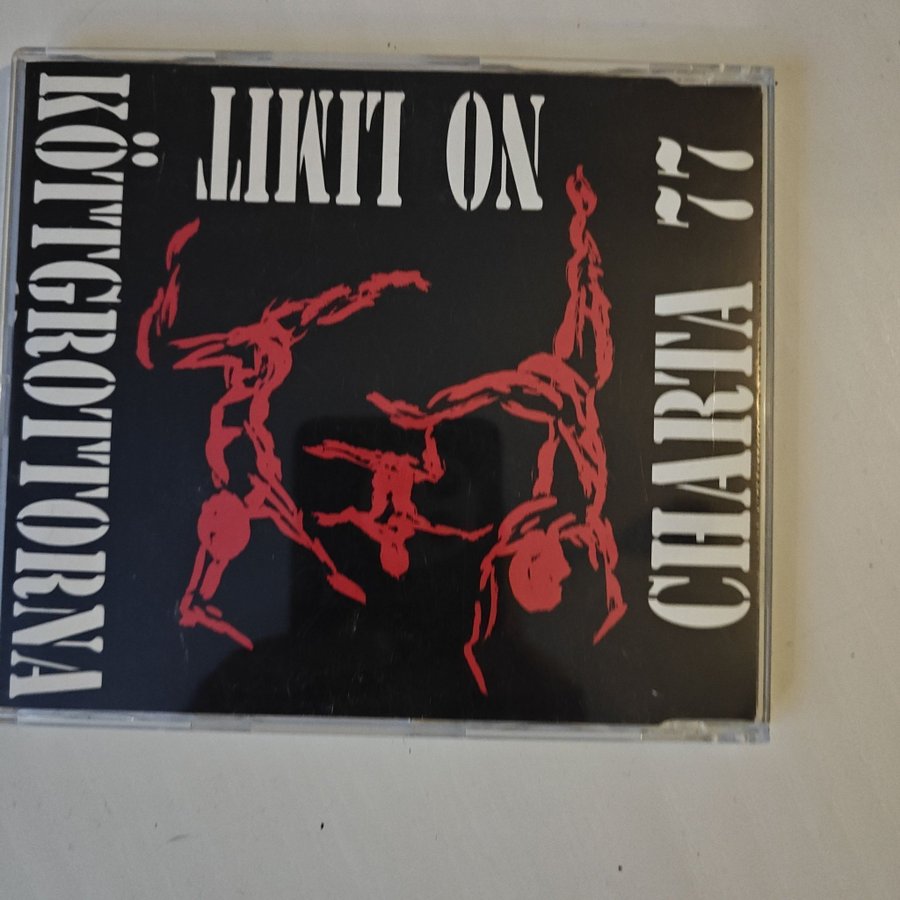 KÖTTGROTTORNA
NO LIMIT
CHARTA 77